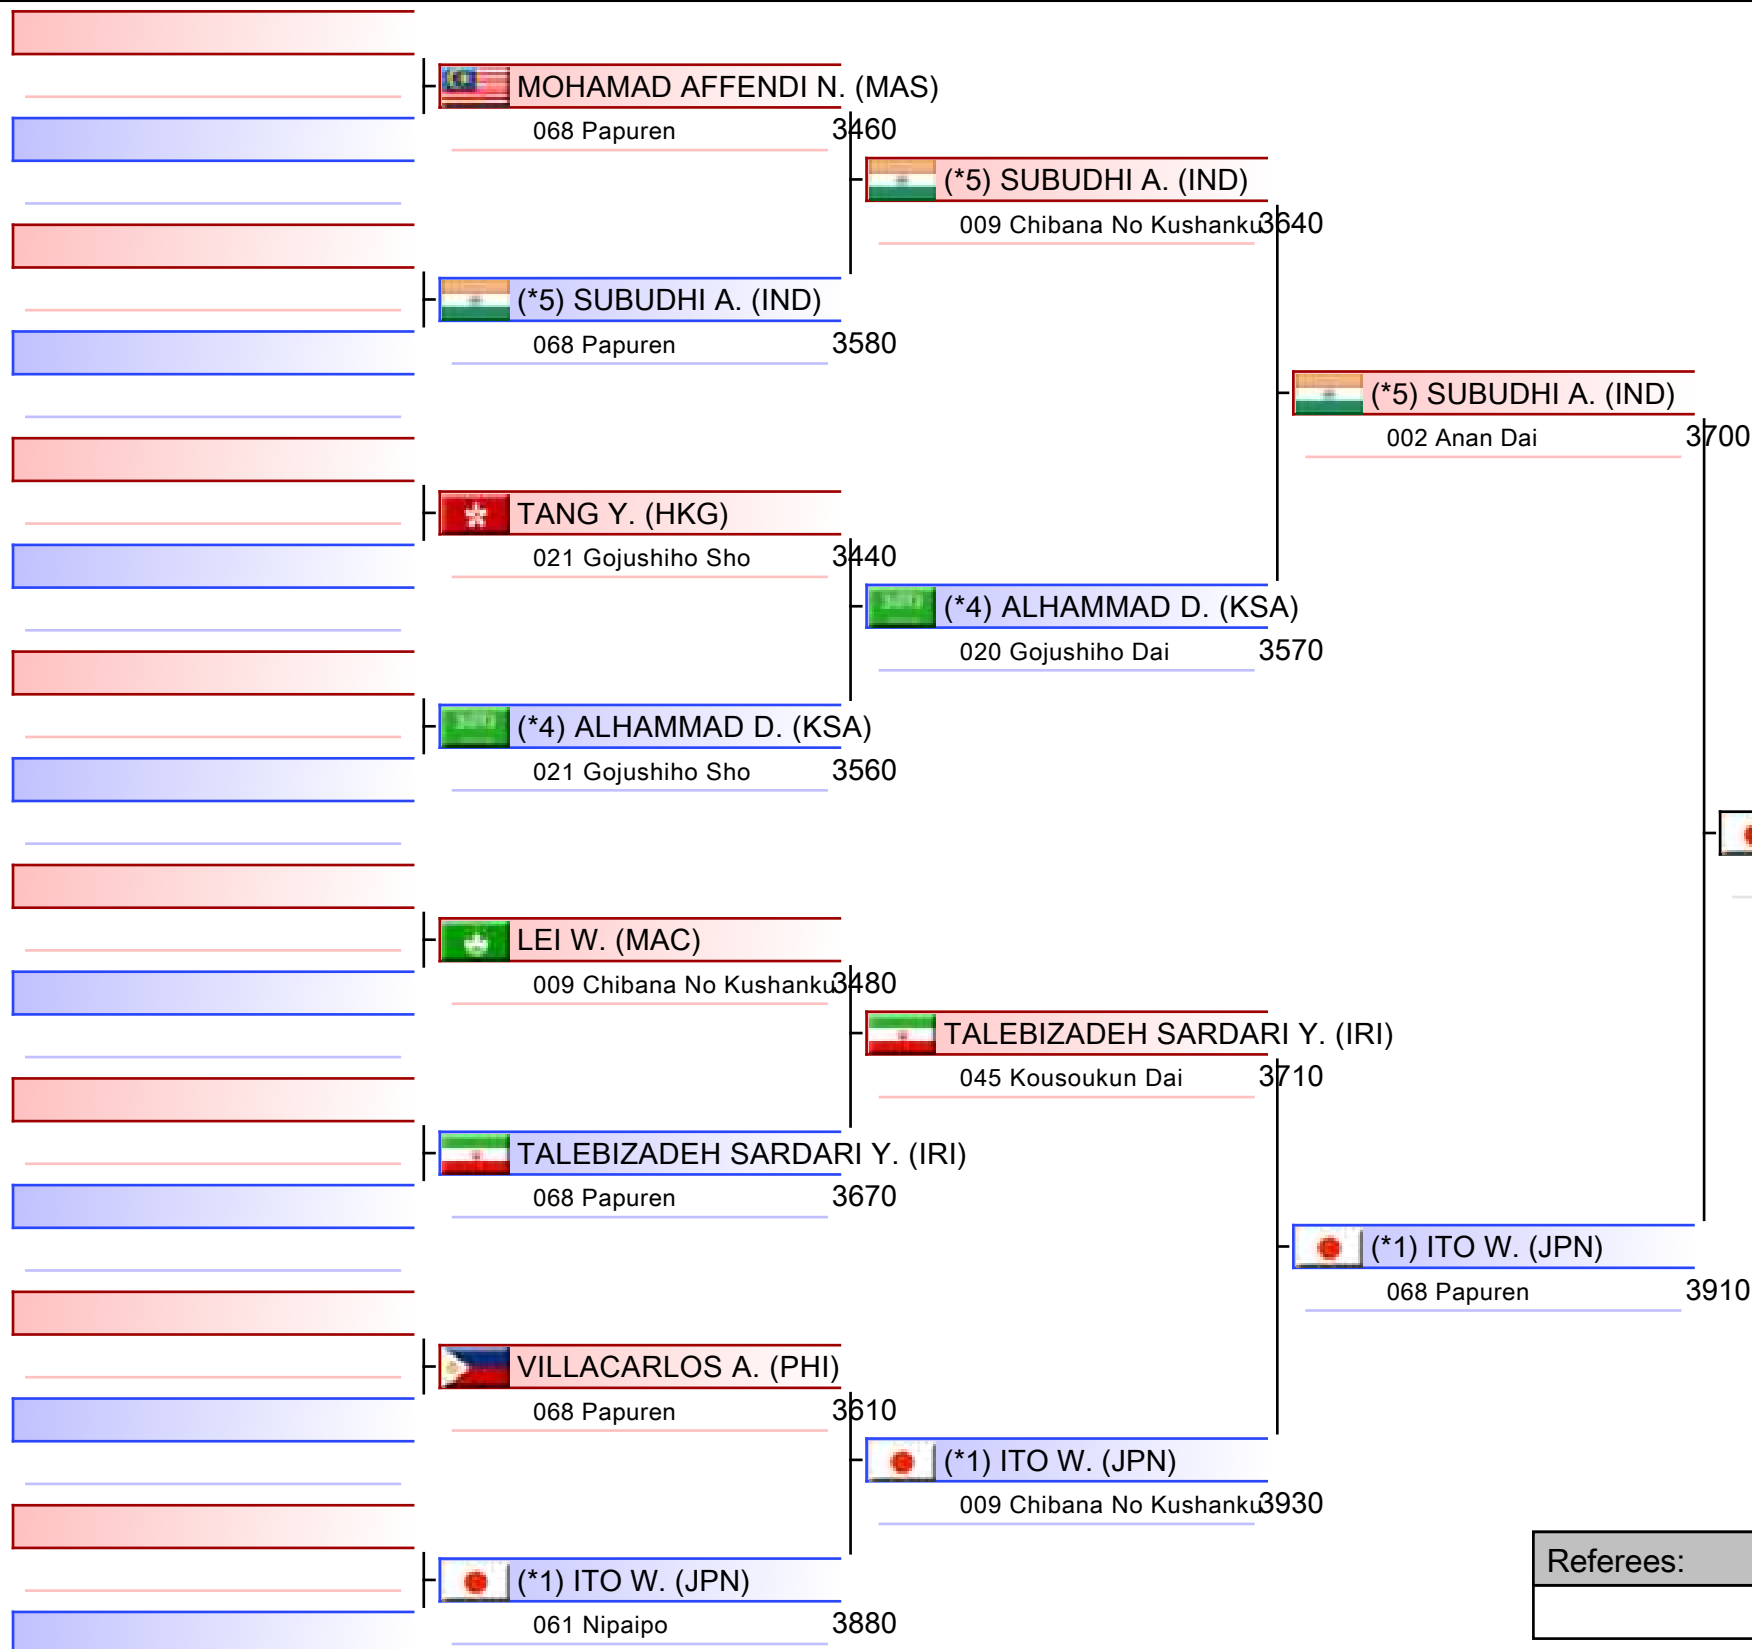 MOHAMAD AFFENDI N. (MAS)
068 Papuren 3460
(*5) SUBUDHI A. (IND)
009 Chibana No Kushanku 3640
(*5) SUBUDHI A. (IND)
068 Papuren 3580
(*5) SUBUDHI A. (IND)
002 Anan Dai 3700
TANG Y. (HKG)
021 Gojushiho Sho 3440
(*4) ALHAMMAD D. (KSA)
020 Gojushiho Dai 3570
(*4) ALHAMMAD D. (KSA)
021 Gojushiho Sho 3560
LEI W. (MAC)
009 Chibana No Kushanku 3480
TALEBIZADEH SARDARI Y. (IRI)
045 Kousoukun Dai 3710
TALEBIZADEH SARDARI Y. (IRI)
068 Papuren 3670
(*1) ITO W. (JPN)
068 Papuren 3910
VILLACARLOS A. (PHI)
068 Papuren 3610
(*1) ITO W. (JPN)
009 Chibana No Kushanku 3930
(*1) ITO W. (JPN)
061 Nipaipo 3880
Referees: